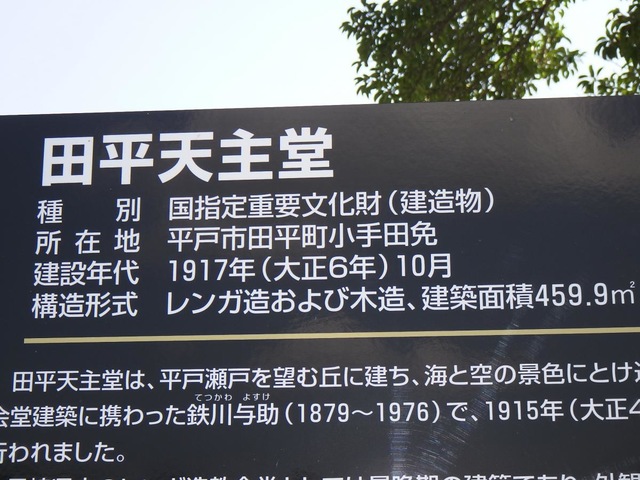 田平天主堂
種別 国指定重要文化財（建造物）
所在地 平戸市田平町小手田免
建設年代 1917年（大正6年）10月
構造形式 レンガ造および木造、建築面積459.9㎡
田平天主堂は、平戸瀬戸を望む丘に建ち、海と空の景色にとけ
てつかわ よすけ
会堂建築に携わった鉄川与助（1879～1976）で、1915年（大正4
行われました。